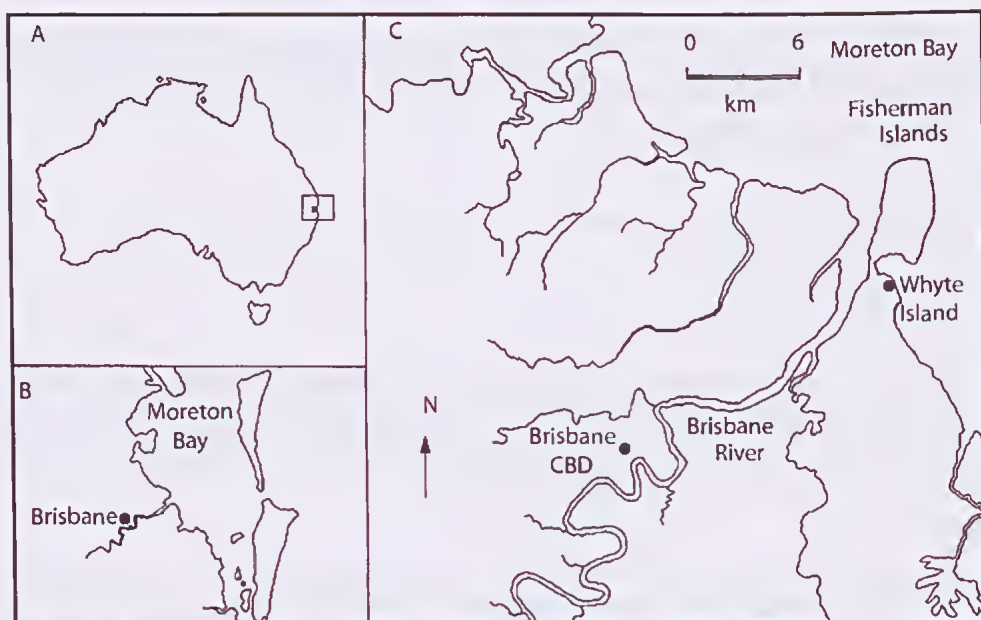 A
B
Moreton
Bay
Brisbane
C
0 6
km
Moreton Bay
Fisherman
Islands
Whyte
Island
N
Brisbane
CBD
Brisbane
River